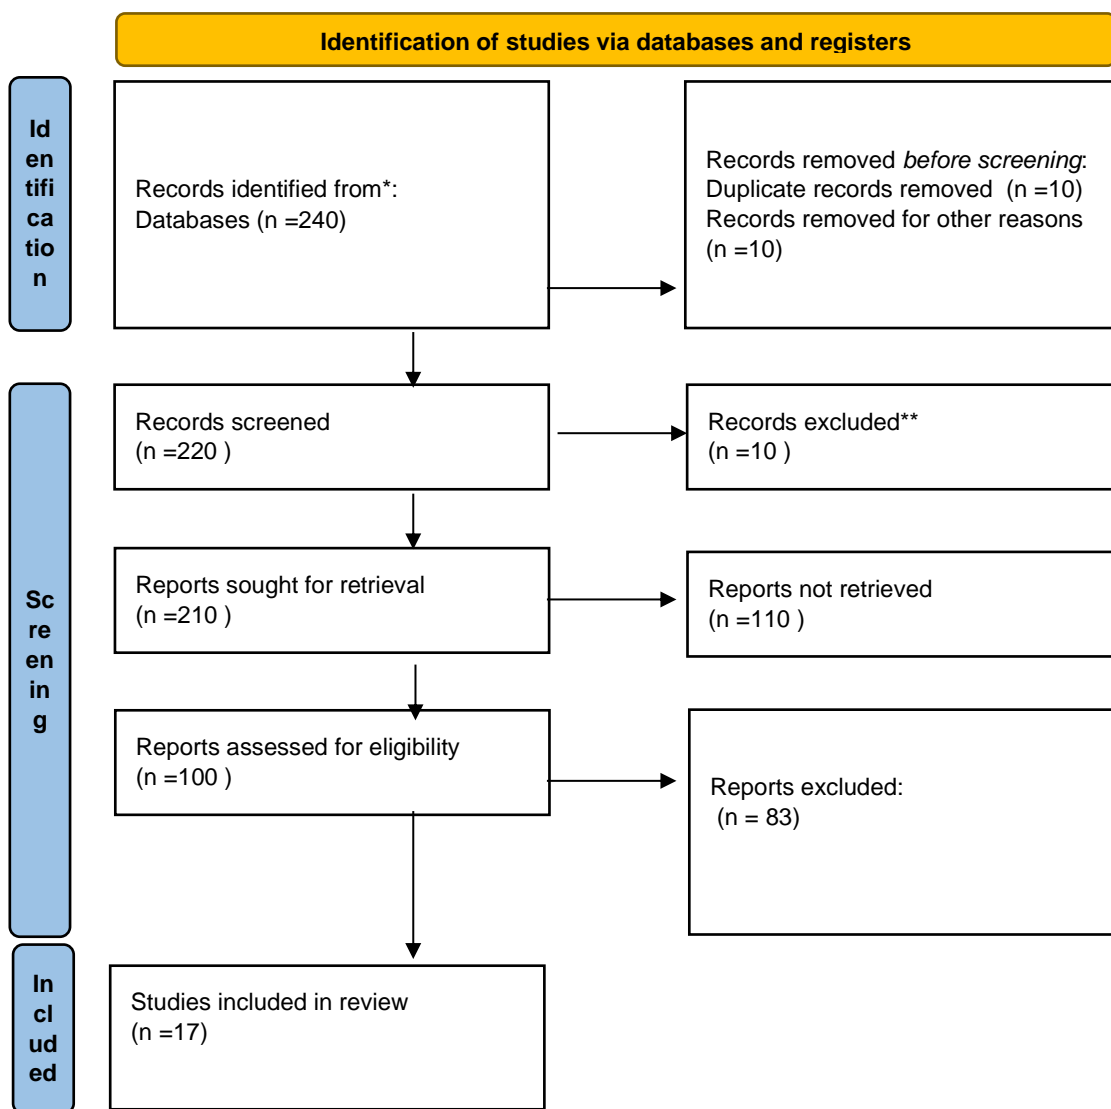 Identification of studies via databases and registers
Id
en
tifi
ca
tio
n
Records identified from*:
Databases (n =240)
Records removed before screening:
Duplicate records removed  (n =10)
Records removed for other reasons
(n =10)
Sc
re
en
in
g
Records screened
(n =220 )
Records excluded**
(n =10 )
Reports sought for retrieval
(n =210 )
Reports not retrieved
(n =110 )
Reports assessed for eligibility
(n =100 )
Reports excluded:
(n = 83)
In
cl
ud
ed
Studies included in review
(n =17)